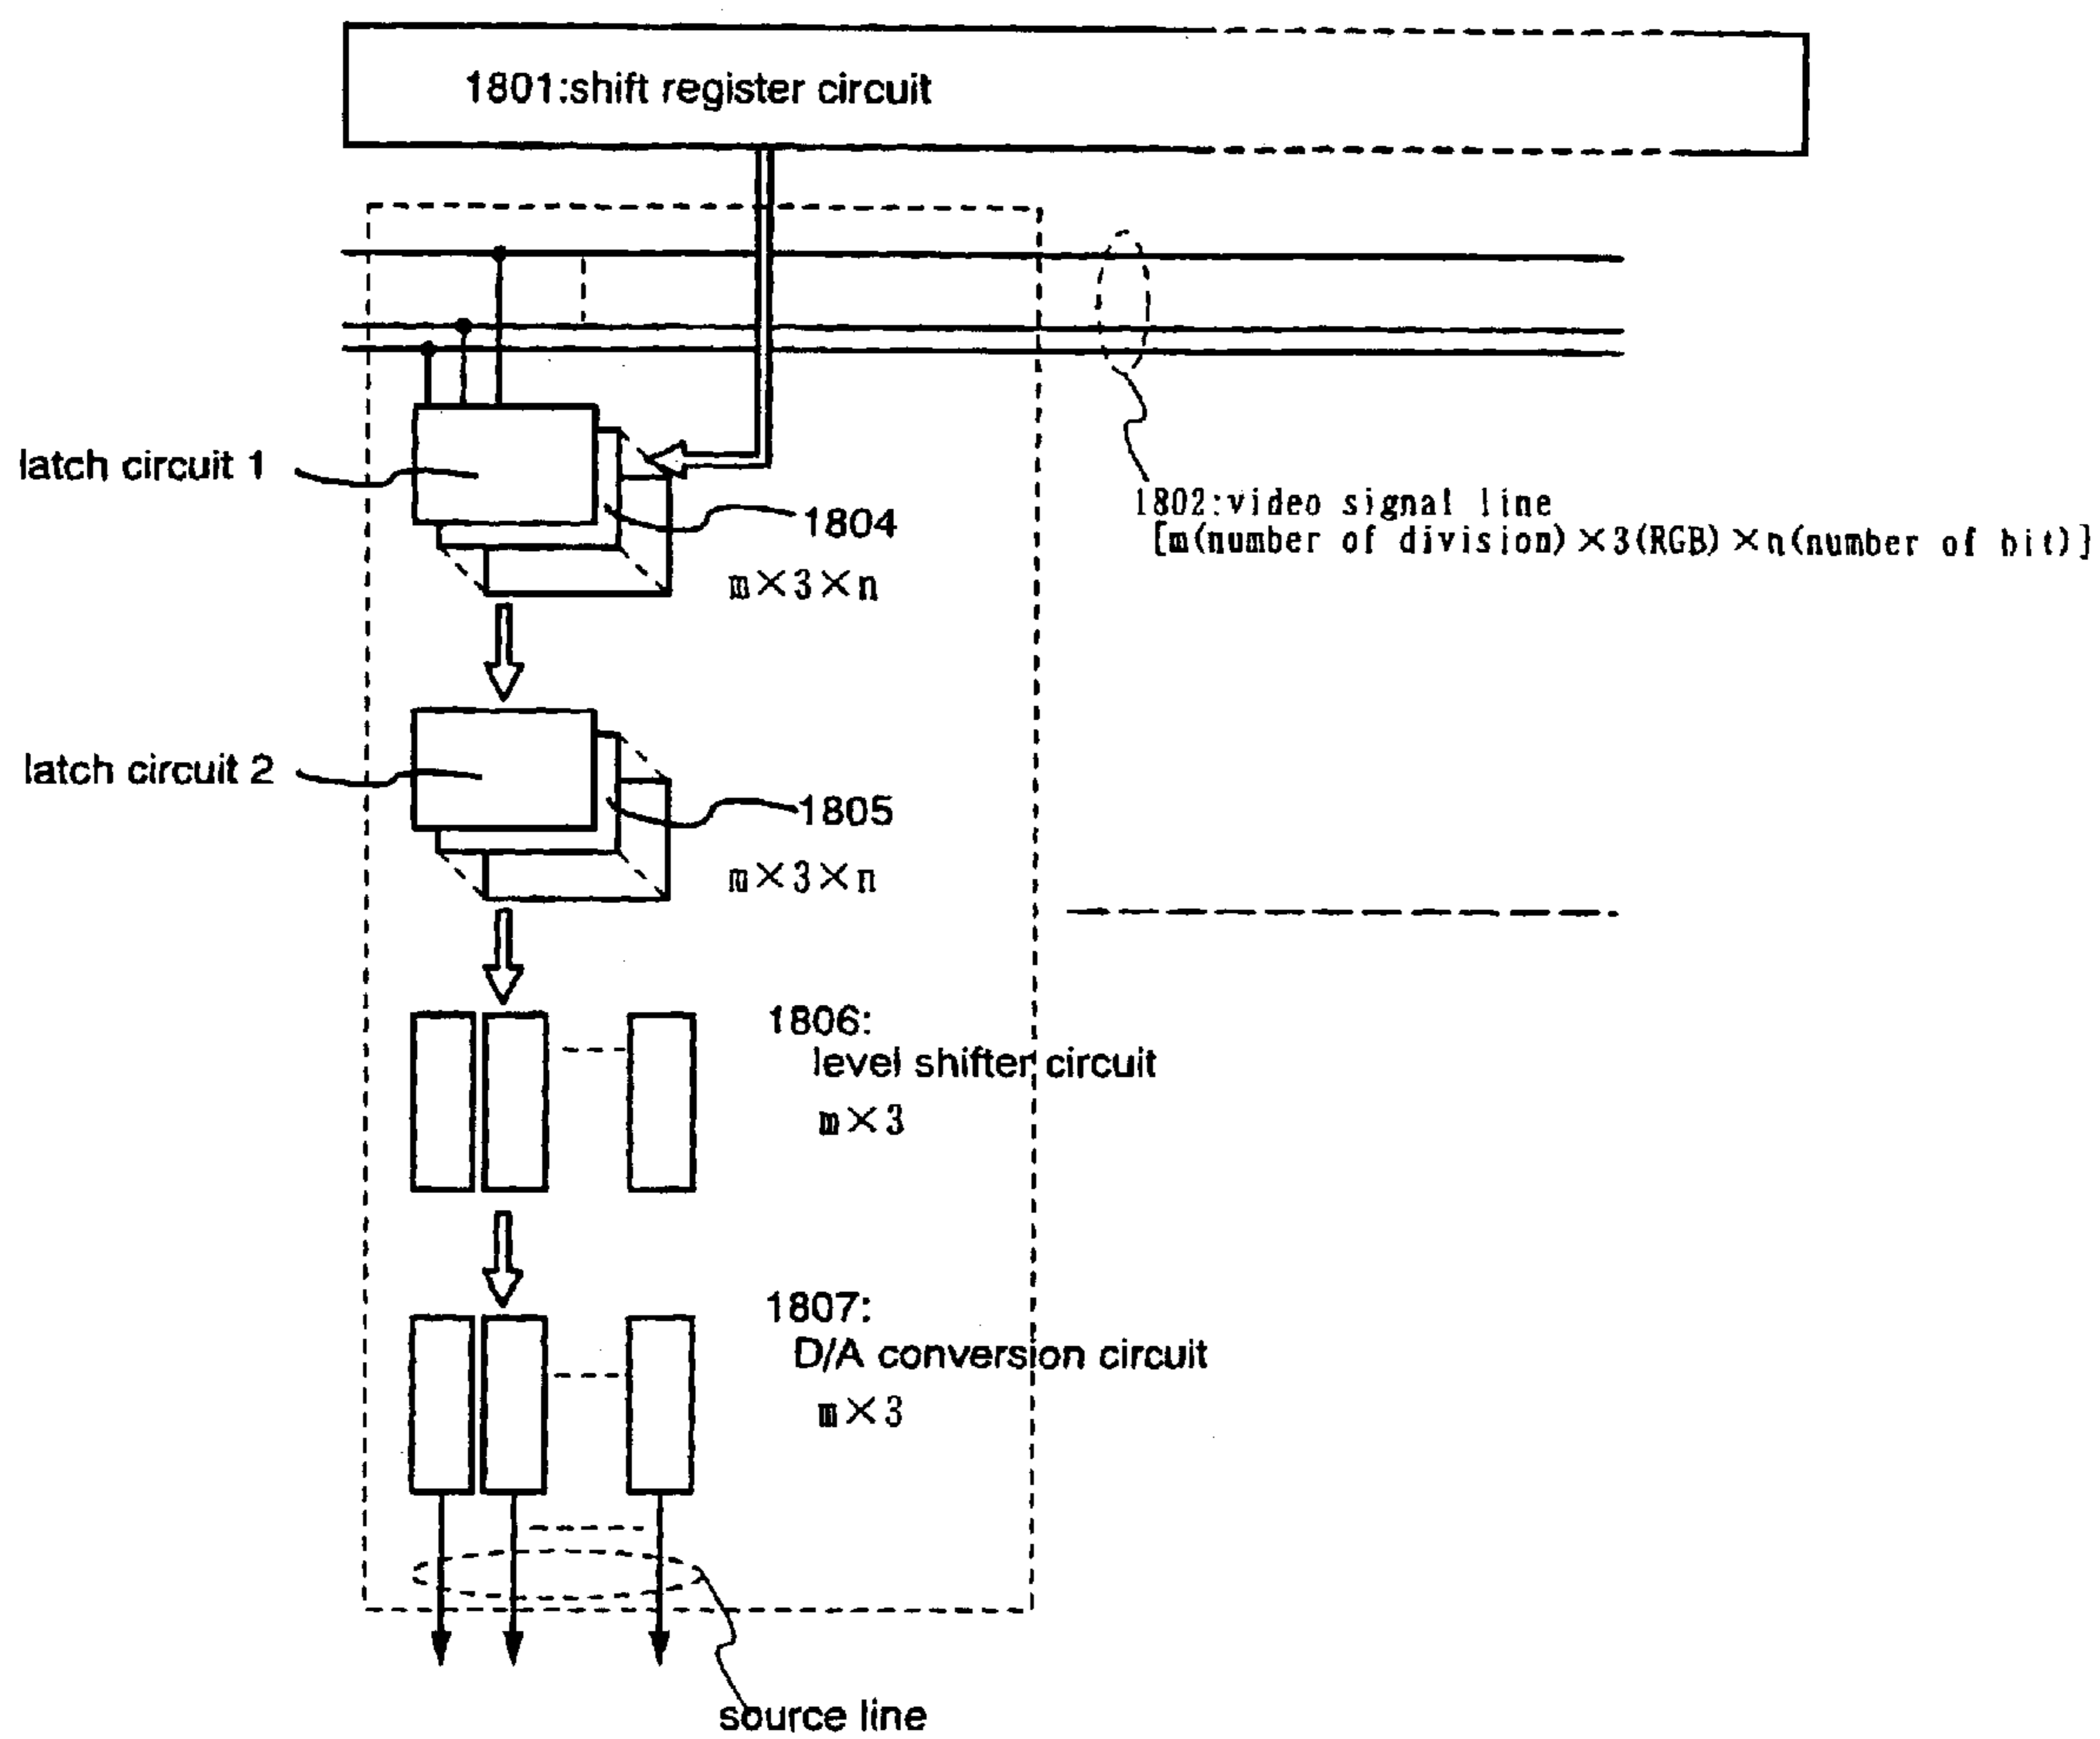 1801:shift register circuit
latch circuit 1
1804
m×3×n
1802:video signal line
[m(number of division)×3(RGB)×n(number of bit)]
latch circuit 2
1805
m×3×n
1806:
level shifter circuit
m×3
1807:
D/A conversion circuit
m×3
source line